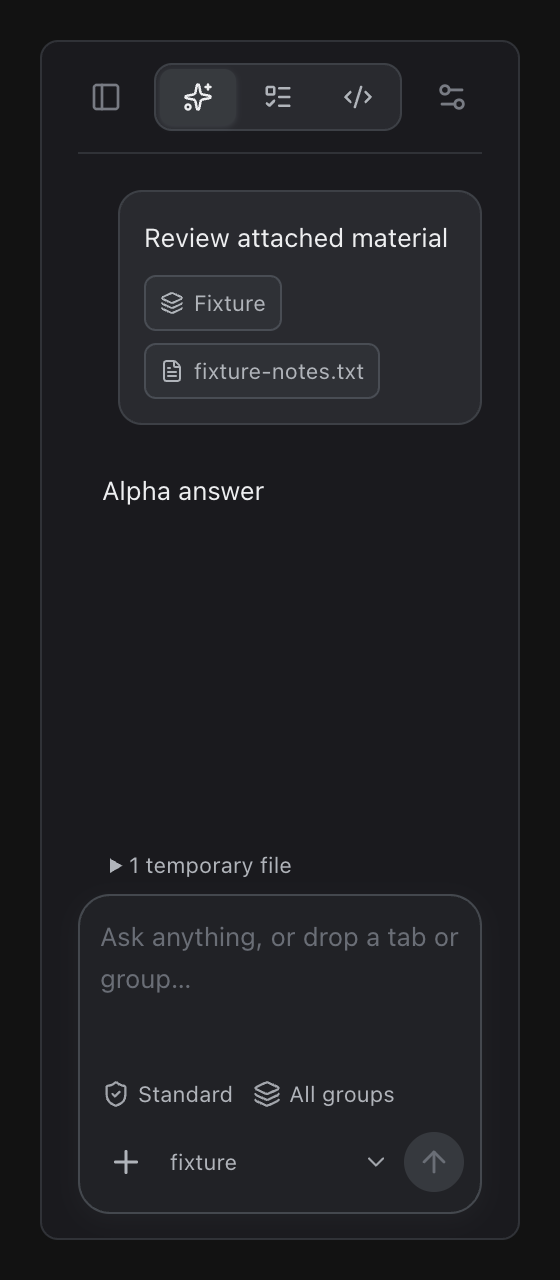 Review attached material
Fixture
fixture-notes.txt
Alpha answer
1 temporary file
Ask anything, or drop a tab or
group...
Standard All groups
fixture